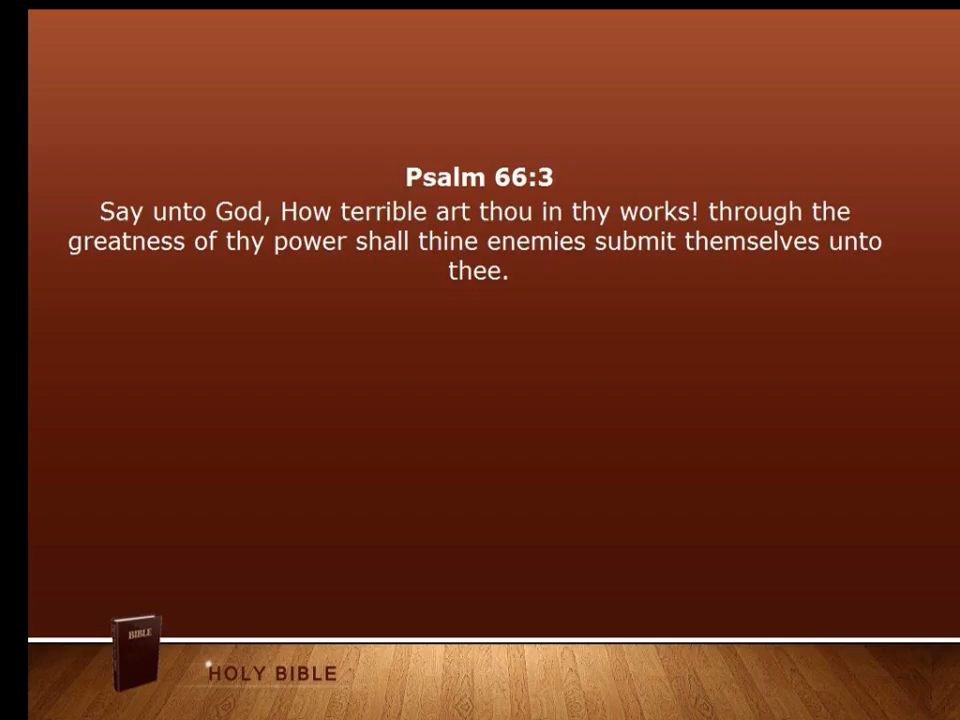 Psalm 66:3
Say unto God, How terrible art thou in thy works! through the
greatness of thy power shall thine enemies submit themselves unto
thee.
BIBLE
HOLY BIBLE